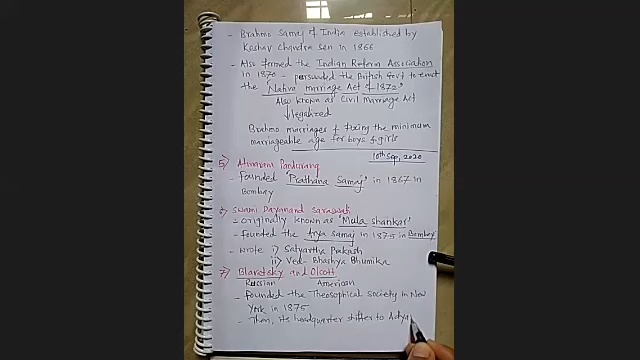 - Brahmo Samaj of India established by
Keshav Chandra Sen in 1866
- Also formed the Indian Reform Association
in 1870 - persuaded the British Govt to enact
the 'Native marriage Act of 1872'
Also known as Civil Marriage Act
↓ legalized
Brahmo marriages & fixing the minimum
marriageable age for boys & girls
10th Sep, 2020
5) Atmaram Pandurang
- Founded 'Prathana Samaj' in 1867 in
Bombay
6) Swami Dayanand Saraswati
- Originally known as 'Mula Shankar'
- founded the Arya Samaj in 1875 in Bombay
- wrote i) Satyartha Prakash
ii) Ved-Bhashya Bhumika
7) Blavetsky and Olcott
Russian American
- Founded the Theosophical Society in New
York in 1875
- Then, its headquarter shifter to Adya